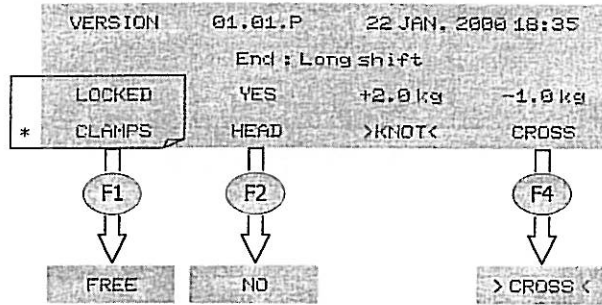 VERSION 01.01.P 22 JAN. 2000 18:35
End : Long shift
LOCKED YES +2.0 kg -1.0 kg
* CLAMPS HEAD >KNOT< CROSS
F1 F2 F4
FREE NO > CROSS <